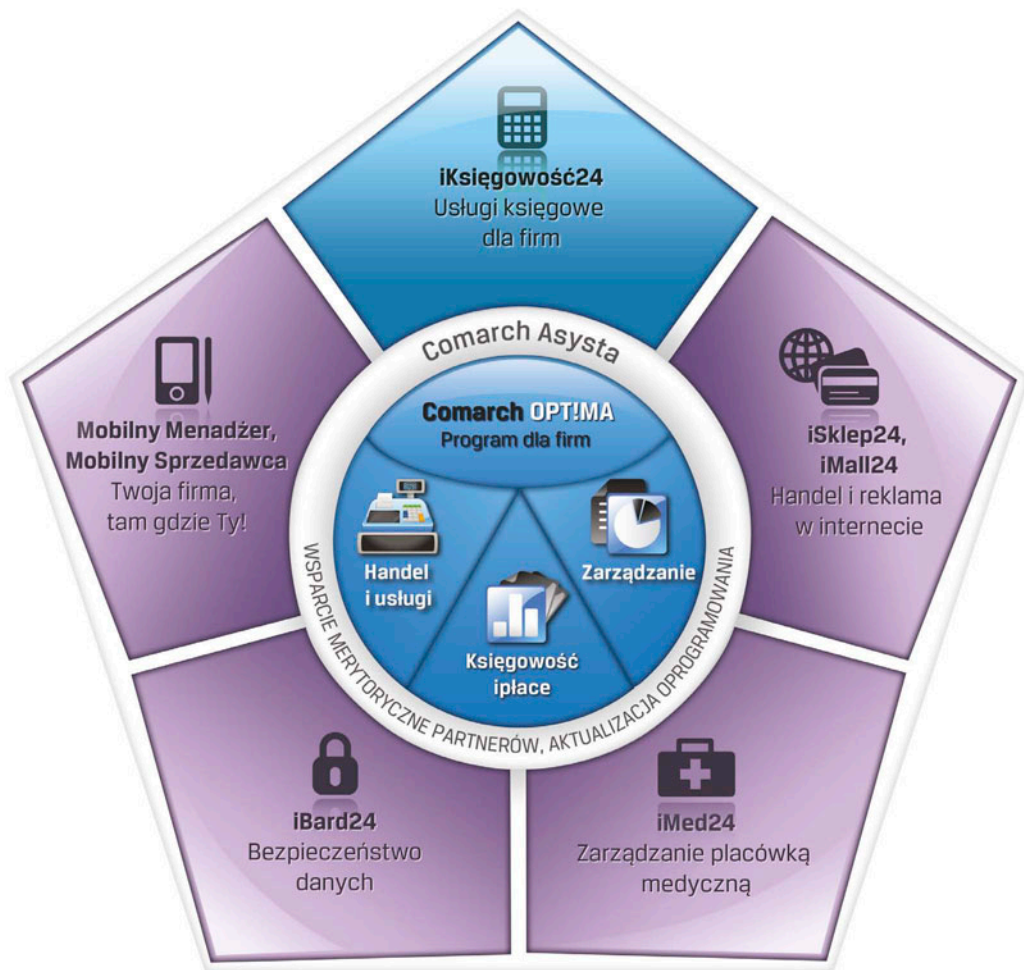 iKsięgowość24
Usługi księgowe
dla firm
Mobilny Menadżer,
Mobilny Sprzedawca
Twoja firma,
tam gdzie Ty!
iSklep24,
iMall24
Handel i reklama
w internecie
Comarch Asysta
Comarch OPT!MA
Program dla firm
Handel
i usługi
Zarządzanie
Księgowość
ipłace
WSPARCIE MERYTORYCZNE PARTNERÓW, AKTUALIZACJA OPROGRAMOWANIA
iBard24
Bezpieczeństwo
danych
iMed24
Zarządzanie placówką
medyczną